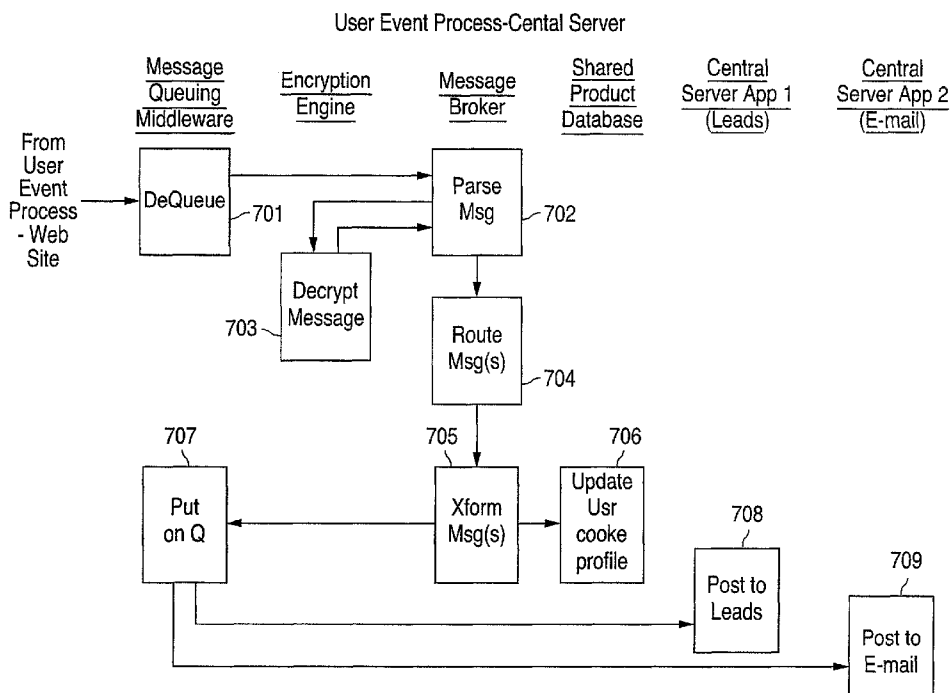 User Event Process-Cental Server
Message
Queuing
Middleware
Encryption
Engine
Message
Broker
Shared
Product
Database
Central
Server App 1
(Leads)
Central
Server App 2
(E-mail)
From
User
Event
Process
- Web
Site
DeQueue
701
Parse
Msg
702
Decrypt
Message
703
Route
Msg(s)
704
707
Put
on Q
705
Xform
Msg(s)
706
Update
Usr
cooke
profile
708
Post to
Leads
709
Post to
E-mail